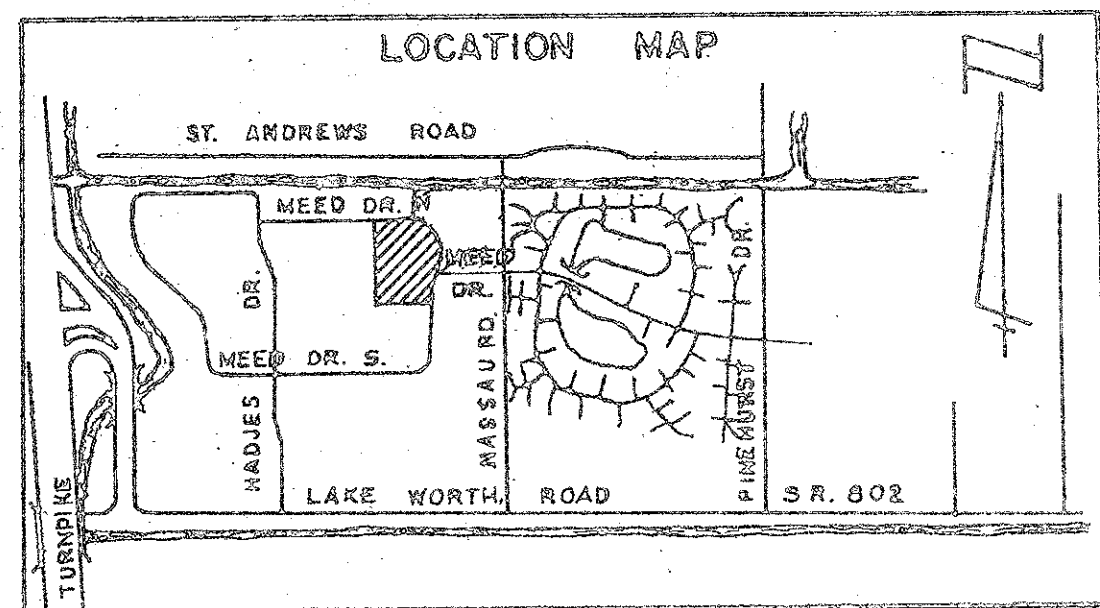 LOCATION MAP
ST. ANDREWS ROAD
MEED DR. N
MEED
DR.
DR.
DR.
MEED DR. S.
HADJES
MASSAU RD.
PINEHURST
LAKE WORTH ROAD
S R. 802
TURNPIKE